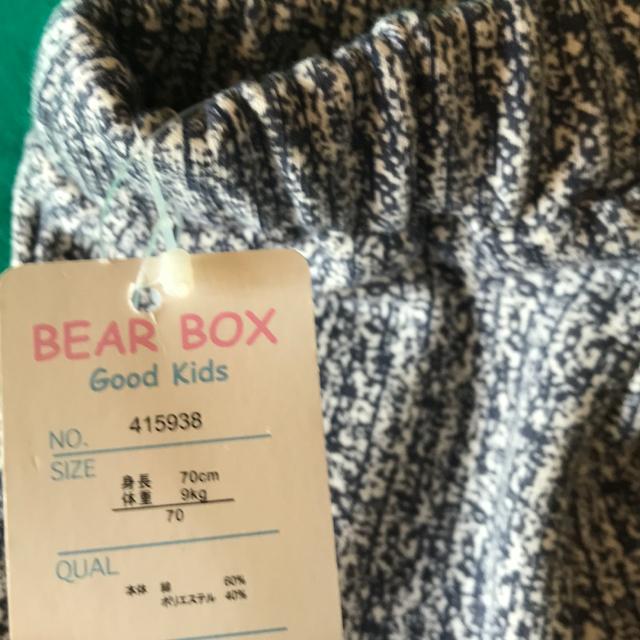 BEAR BOX
Good Kids
NO. 415938
SIZE
身長 70cm
体重 9kg
70
QUAL
本体 綿 60%
ポリエステル 40%